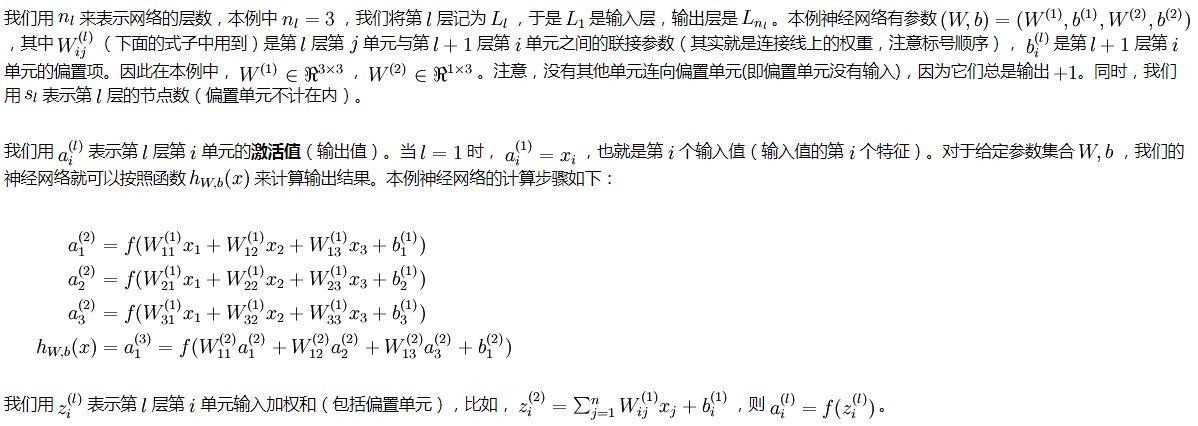 我们用 $n_l$ 来表示网络的层数，本例中 $n_l = 3$ ，我们将第 $l$ 层记为 $L_l$ ，于是 $L_1$ 是输入层，输出层是 $L_{n_l}$ 。本例神经网络有参数 $(W, b) = (W^{(1)}, b^{(1)}, W^{(2)}, b^{(2)})$
，其中 $W_{ij}^{(l)}$ （下面的式子中用到）是第 $l$ 层第 $j$ 单元与第 $l+1$ 层第 $i$ 单元之间的联接参数（其实就是连接线上的权重，注意标号顺序）， $b_i^{(l)}$ 是第 $l+1$ 层第 $i$
单元的偏置项。因此在本例中， $W^{(1)} \in \Re^{3\times 3}$ ， $W^{(2)} \in \Re^{1\times 3}$ 。注意，没有其他单元连向偏置单元(即偏置单元没有输入)，因为它们总是输出 $+1$。同时，我们
用 $s_l$ 表示第 $l$ 层的节点数（偏置单元不计在内）。
我们用 $a_i^{(l)}$ 表示第 $l$ 层第 $i$ 单元的激活值（输出值）。当 $l = 1$ 时， $a_i^{(1)} = x_i$ ，也就是第 $i$ 个输入值（输入值的第 $i$ 个特征）。对于给定参数集合 $W, b$ ，我们的
神经网络就可以按照函数 $h_{W,b}(x)$ 来计算输出结果。本例神经网络的计算步骤如下：
$a_1^{(2)} = f(W_{11}^{(1)}x_1 + W_{12}^{(1)}x_2 + W_{13}^{(1)}x_3 + b_1^{(1)})$
$a_2^{(2)} = f(W_{21}^{(1)}x_1 + W_{22}^{(1)}x_2 + W_{23}^{(1)}x_3 + b_2^{(1)})$
$a_3^{(2)} = f(W_{31}^{(1)}x_1 + W_{32}^{(1)}x_2 + W_{33}^{(1)}x_3 + b_3^{(1)})$
$h_{W,b}(x) = a_1^{(3)} = f(W_{11}^{(2)}a_1^{(2)} + W_{12}^{(2)}a_2^{(2)} + W_{13}^{(2)}a_3^{(2)} + b_1^{(2)})$
我们用 $z_i^{(l)}$ 表示第 $l$ 层第 $i$ 单元输入加权和（包括偏置单元），比如， $z_i^{(2)} = \sum_{j=1}^{n} W_{ij}^{(1)}x_j + b_i^{(1)}$ ，则 $a_i^{(l)} = f(z_i^{(l)})$ 。